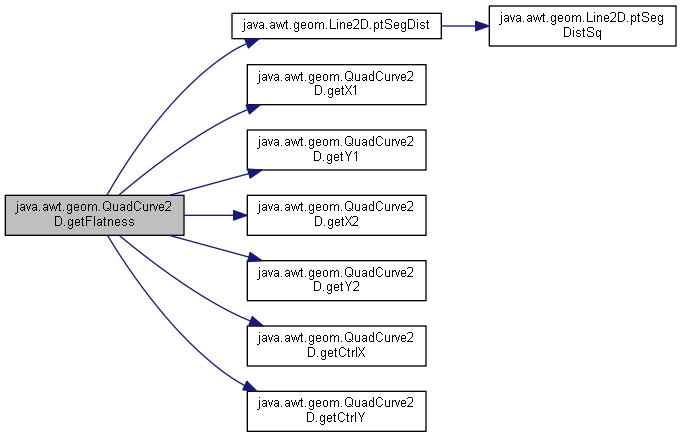 java.awt.geom.Line2D.ptSegDist
java.awt.geom.Line2D.ptSeg
DistSq
java.awt.geom.QuadCurve2
D.getX1
java.awt.geom.QuadCurve2
D.getY1
java.awt.geom.QuadCurve2
D.getFlatness
java.awt.geom.QuadCurve2
D.getX2
java.awt.geom.QuadCurve2
D.getY2
java.awt.geom.QuadCurve2
D.getCtrlX
java.awt.geom.QuadCurve2
D.getCtrlY